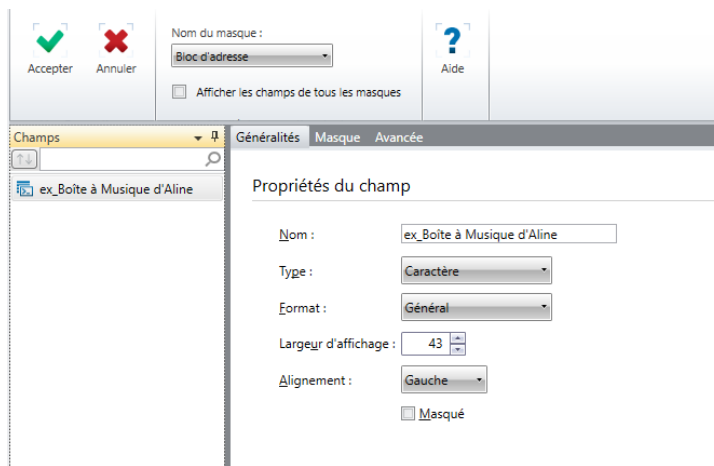 Nom du masque :
Bloc d'adresse
Accepter
Annuler
Afficher les champs de tous les masques
Aide
Champs
ex_Boîte à Musique d'Aline
Généralités Masque Avancée
Propriétés du champ
Nom : ex_Boîte à Musique d'Aline
Type : Caractère
Format : Général
Largeur d'affichage : 43
Alignement : Gauche
Masqué